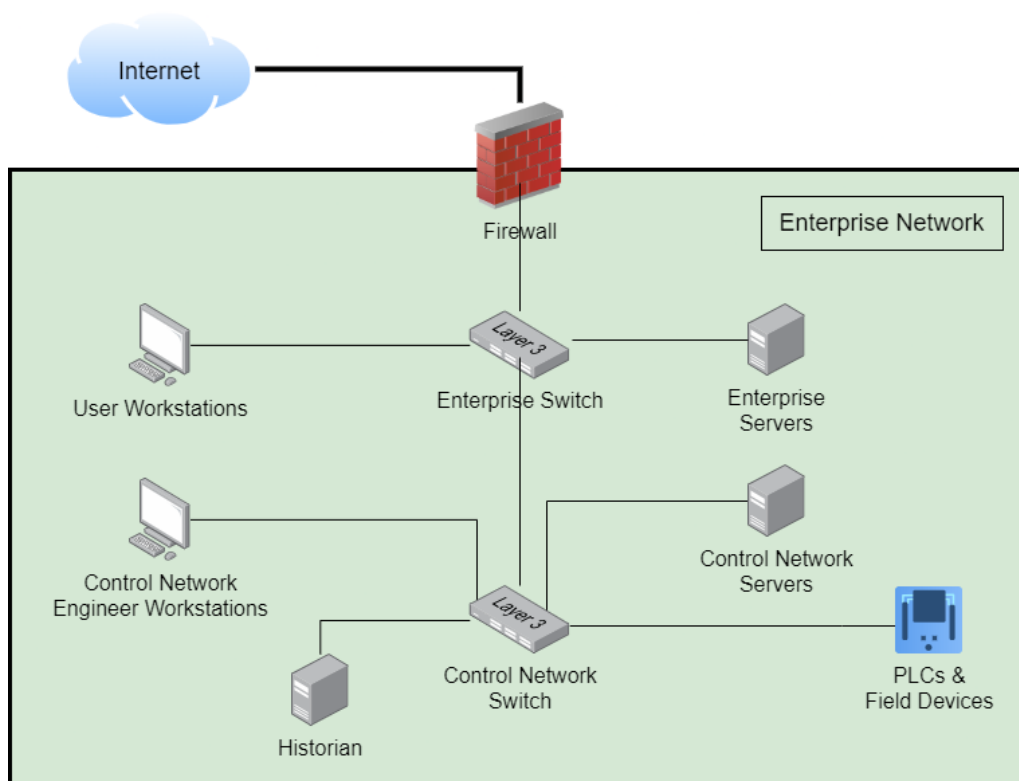 Internet
Firewall
Enterprise Network
Layer 3
User Workstations
Enterprise Switch
Enterprise
Servers
Control Network
Engineer Workstations
Control Network
Servers
Layer 3
Control Network
Switch
PLCs &
Field Devices
Historian